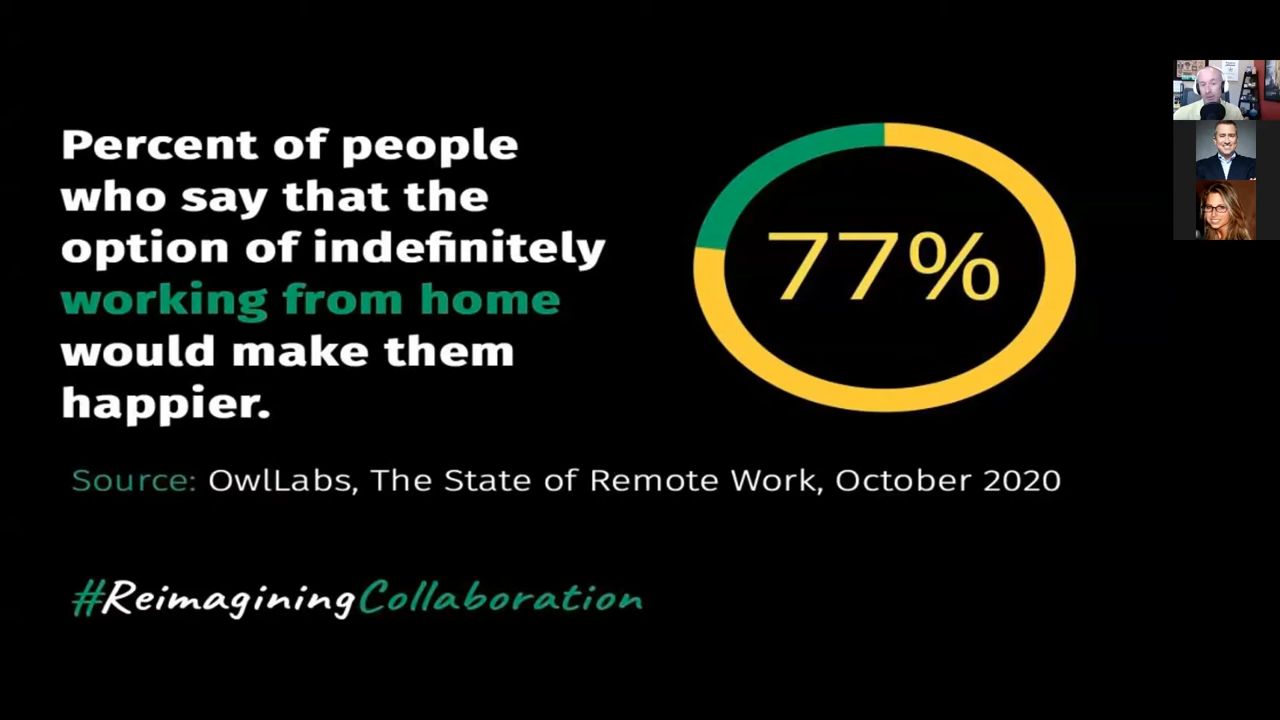 Percent of people
who say that the
option of indefinitely
working from home
would make them
happier.
77%
Source: OwlLabs, The State of Remote Work, October 2020
#ReimaginingCollaboration